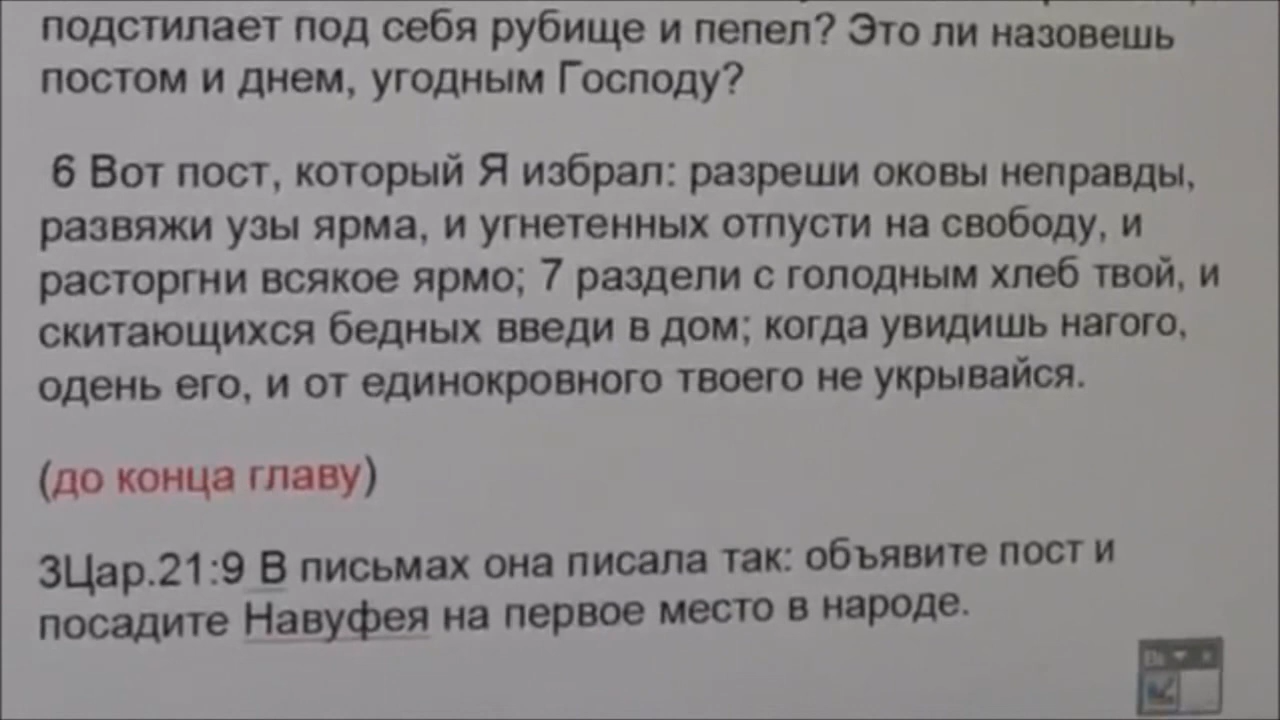 подстилает под себя рубище и пепел? Это ли назовешь
постом и днем, угодным Господу?
6 Вот пост, который Я избрал: разреши оковы неправды,
развяжи узы ярма, и угнетенных отпусти на свободу, и
расторгни всякое ярмо; 7 раздели с голодным хлеб твой, и
скитающихся бедных введи в дом; когда увидишь нагого,
одень его, и от единокровного твоего не укрывайся.
(до конца главу)
3Цар.21:9 В письмах она писала так: объявите пост и
посадите Навуфея на первое место в народе.